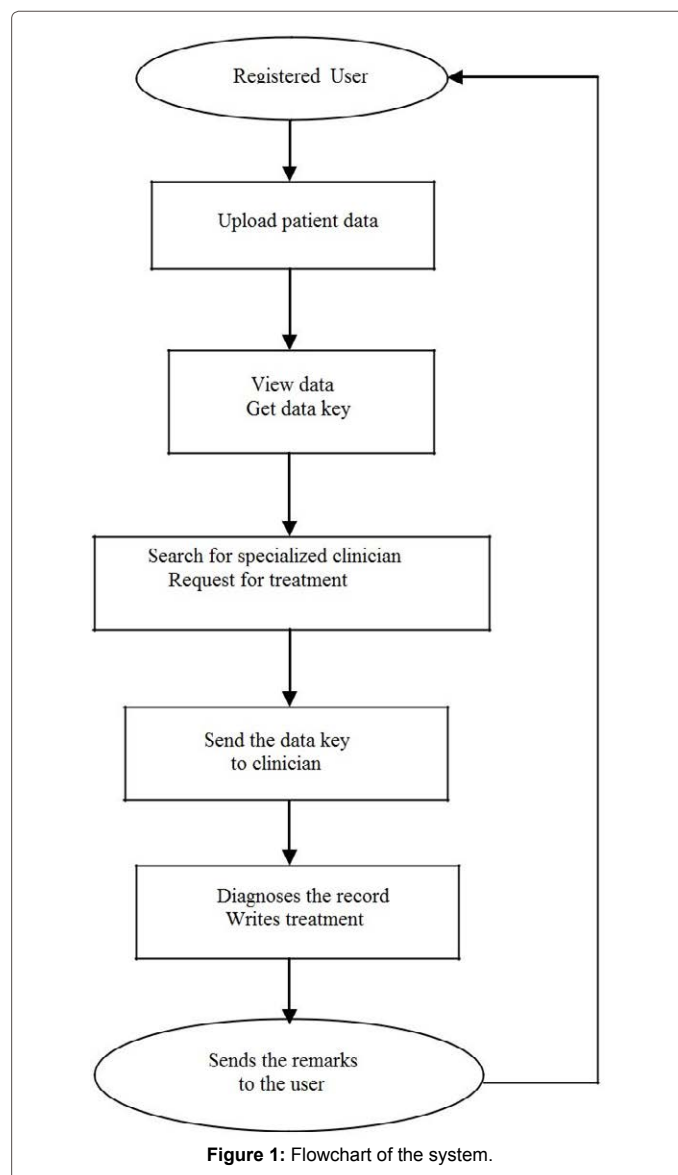 Registered User
Upload patient data
View data
Get data key
Search for specialized clinician
Request for treatment
Send the data key
to clinician
Diagnoses the record
Writes treatment
Sends the remarks
to the user
Figure 1: Flowchart of the system.